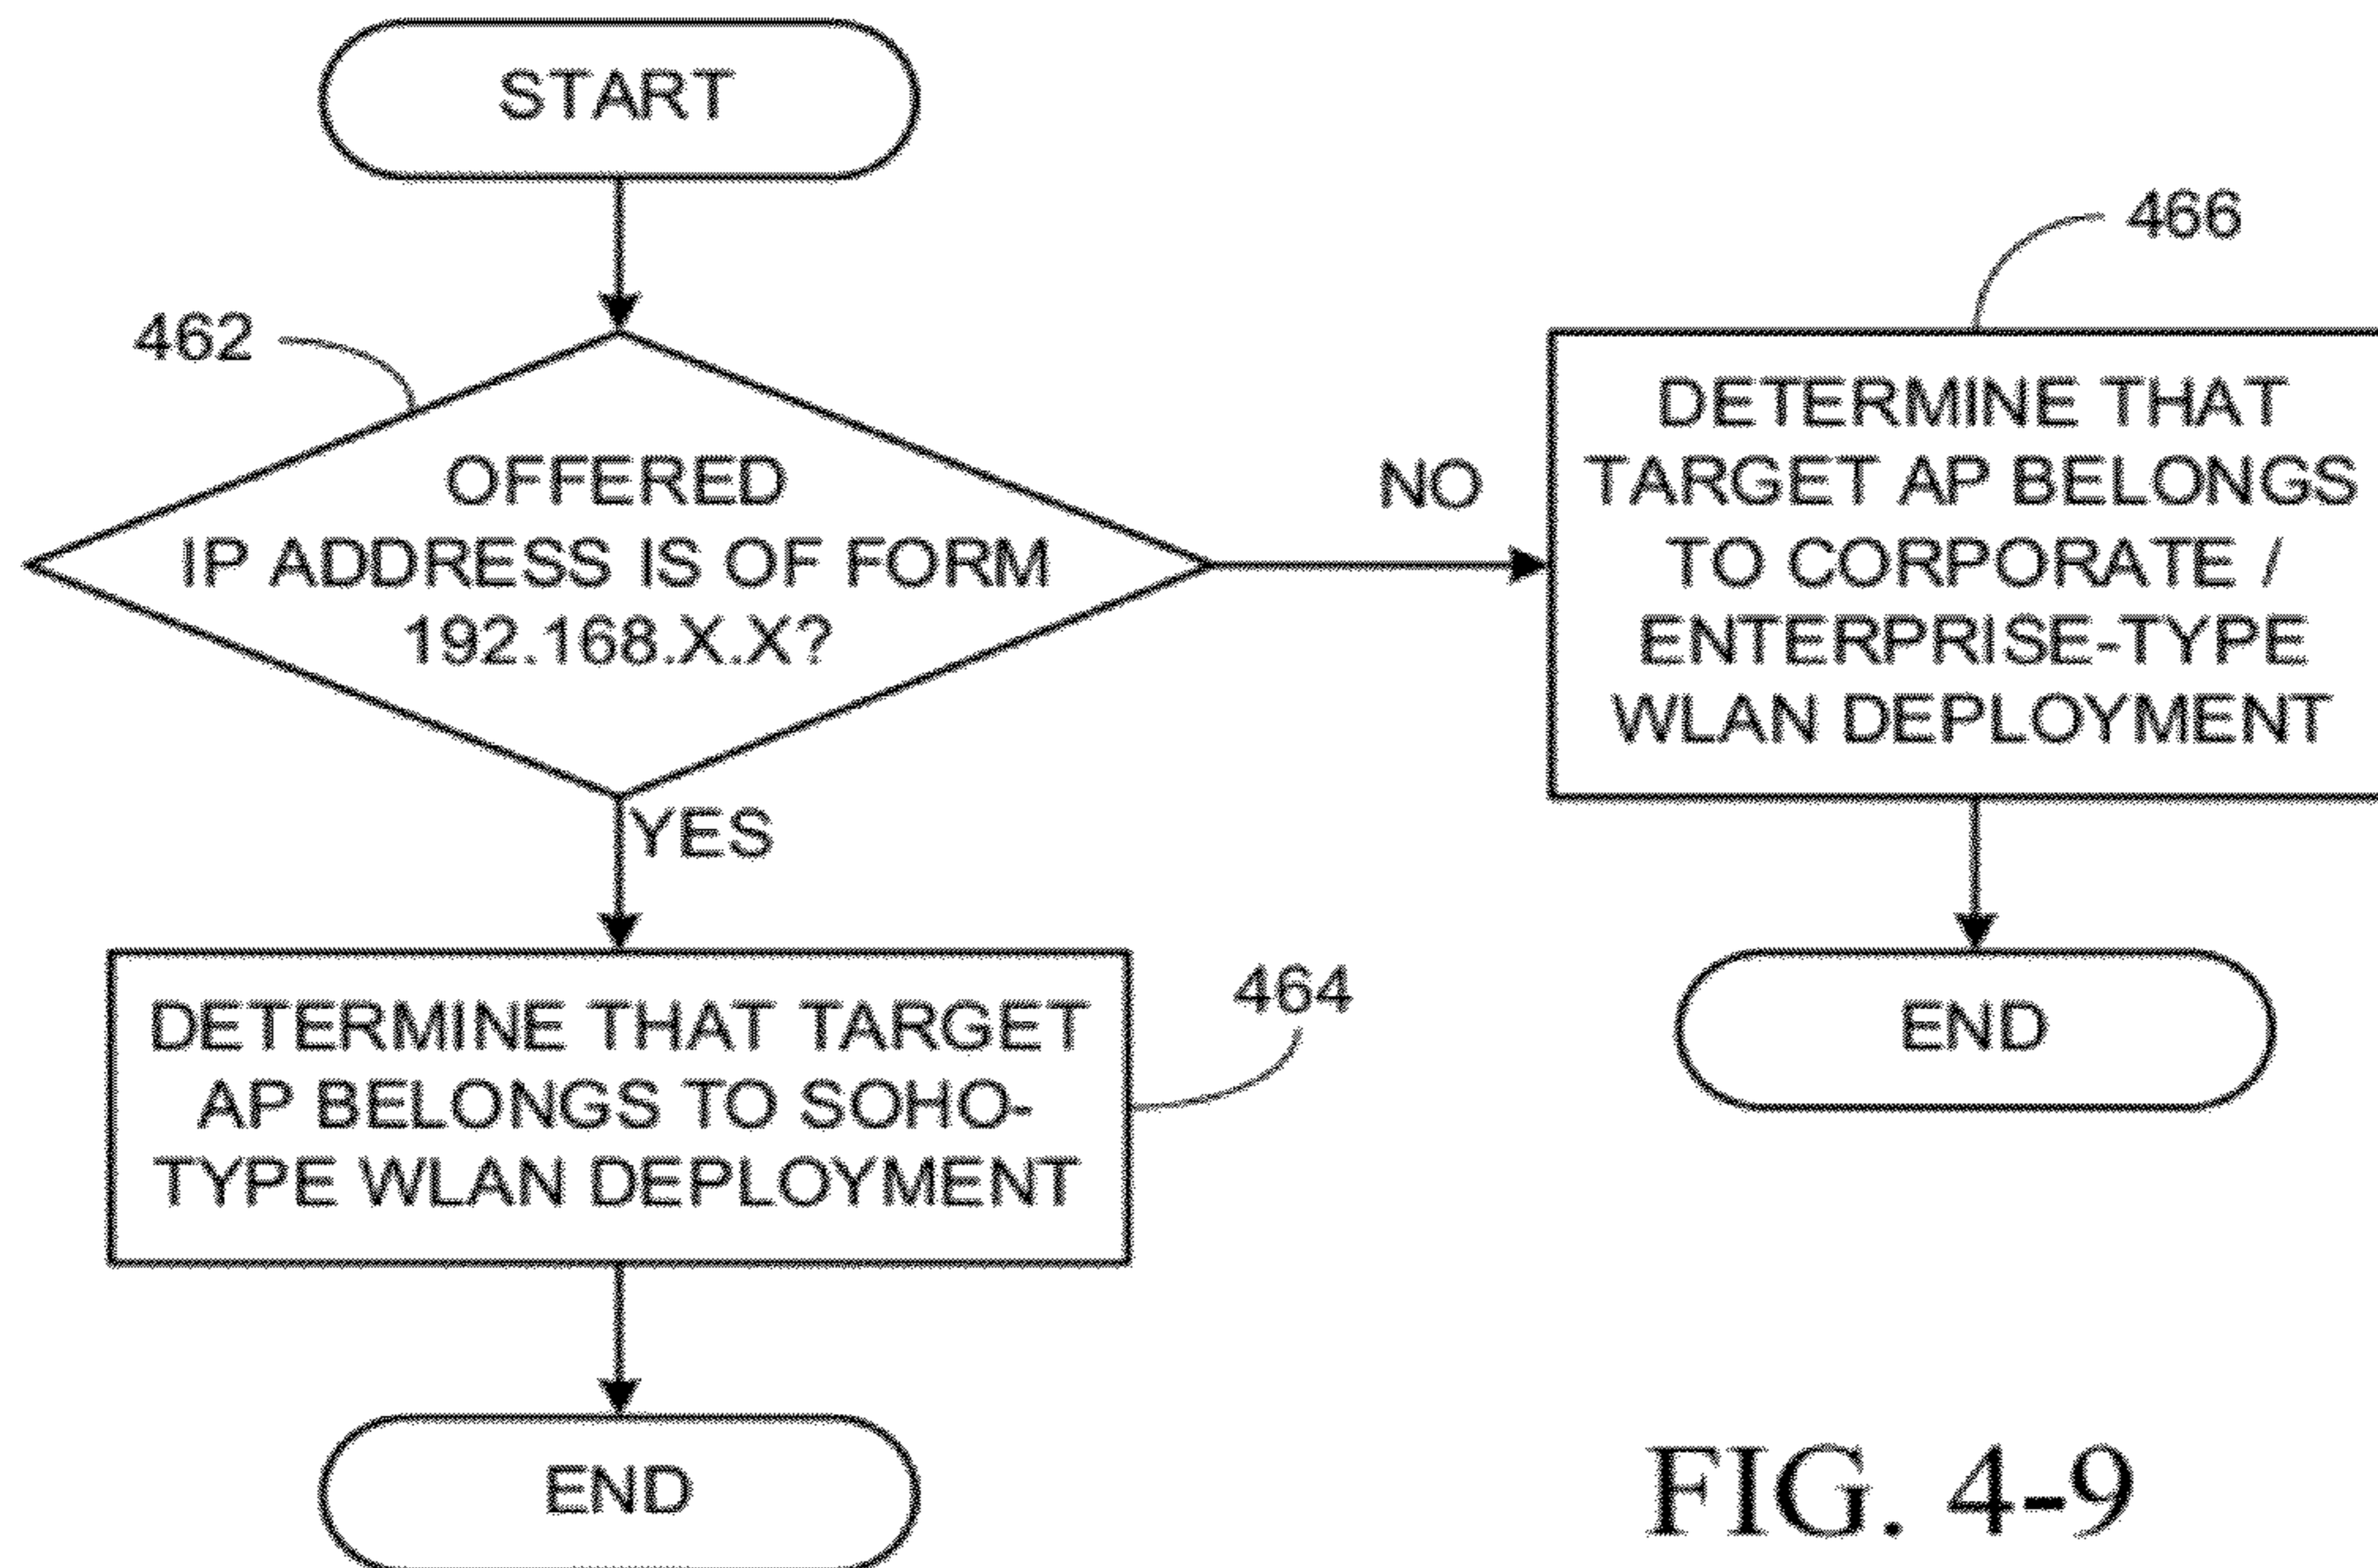 START
462
OFFERED
IP ADDRESS IS OF FORM
192.168.X.X?
NO
466
DETERMINE THAT
TARGET AP BELONGS
TO CORPORATE /
ENTERPRISE-TYPE
WLAN DEPLOYMENT
YES
DETERMINE THAT TARGET
AP BELONGS TO SOHO-
TYPE WLAN DEPLOYMENT
464
END
END
FIG. 4-9